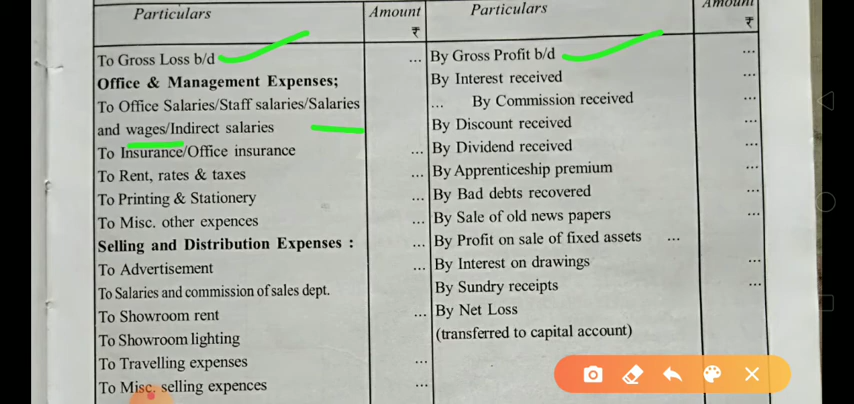 Particulars
Amount
₹
Particulars
Amount
₹
To Gross Loss b/d
...
By Gross Profit b/d
...
Office & Management Expenses;
By Interest received
...
To Office Salaries/Staff salaries/Salaries
...
By Commission received
...
and wages/Indirect salaries
By Discount received
...
To Insurance/Office insurance
...
By Dividend received
...
To Rent, rates & taxes
...
By Apprenticeship premium
...
To Printing & Stationery
...
By Bad debts recovered
...
To Misc. other expences
...
By Sale of old news papers
...
Selling and Distribution Expenses :
...
By Profit on sale of fixed assets ...
To Advertisement
...
By Interest on drawings
...
To Salaries and commission of sales dept.
By Sundry receipts
...
To Showroom rent
...
By Net Loss
To Showroom lighting
(transferred to capital account)
To Travelling expenses
...
To Misc. selling expences
...